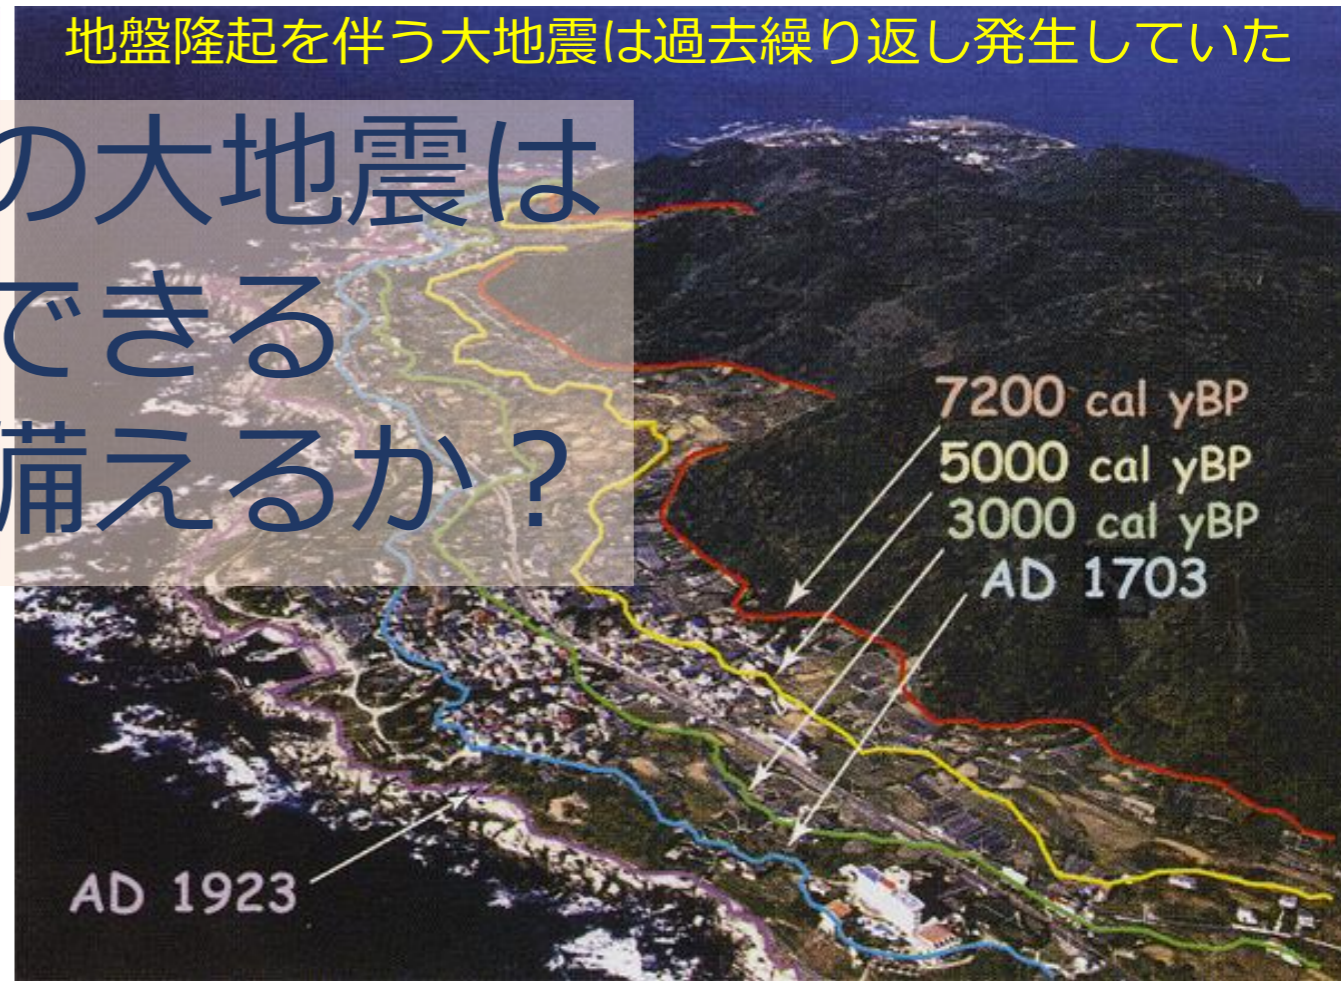 地盤隆起を伴う大地震は過去繰り返し発生していた
の大地震は
できる
備えるか？
7200 cal yBP
5000 cal yBP
3000 cal yBP
AD 1703
AD 1923